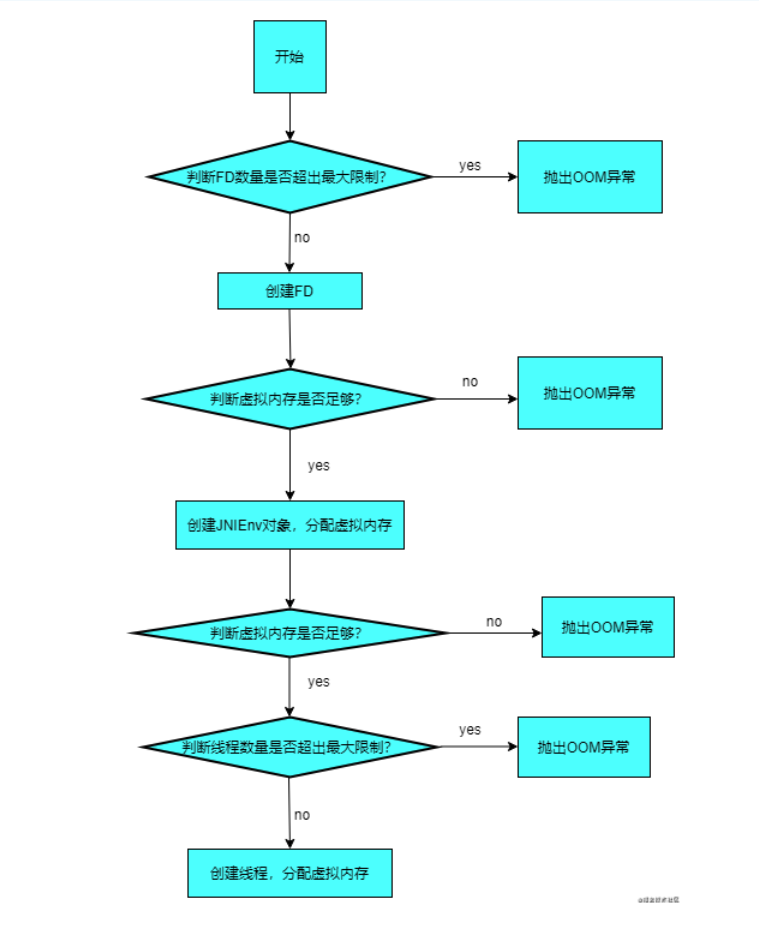 开始
判断FD数量是否超出最大限制？
yes
抛出OOM异常
no
创建FD
判断虚拟内存是否足够？
no
抛出OOM异常
yes
创建JNIEnv对象，分配虚拟内存
判断虚拟内存是否足够？
no
抛出OOM异常
yes
判断线程数量是否超出最大限制？
yes
抛出OOM异常
no
创建线程，分配虚拟内存